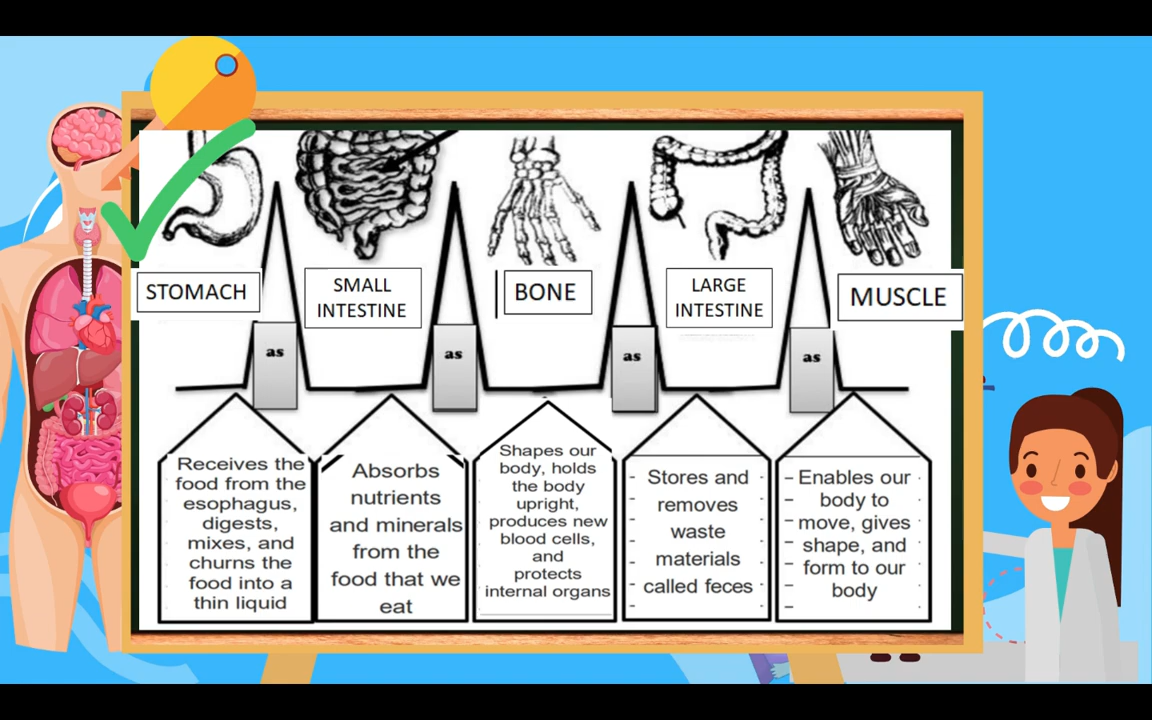 STOMACH
SMALL
INTESTINE
BONE
LARGE
INTESTINE
MUSCLE
as
as
as
as
Receives the
food from the
esophagus,
digests,
mixes, and
churns the
food into a
thin liquid
Absorbs
nutrients
and minerals
from the
food that we
eat
Shapes our
body, holds
the body
upright,
produces new
blood cells,
and
protects
internal organs
Stores and
removes
waste
materials
called feces
Enables our
body to
move, gives
shape, and
form to our
body